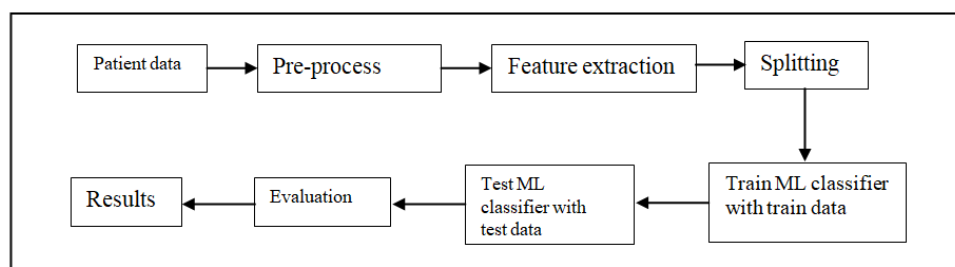 Patient data
Pre-process
Feature extraction
Splitting
Results
Evaluation
Test ML
classifier with
test data
Train ML classifier
with train data